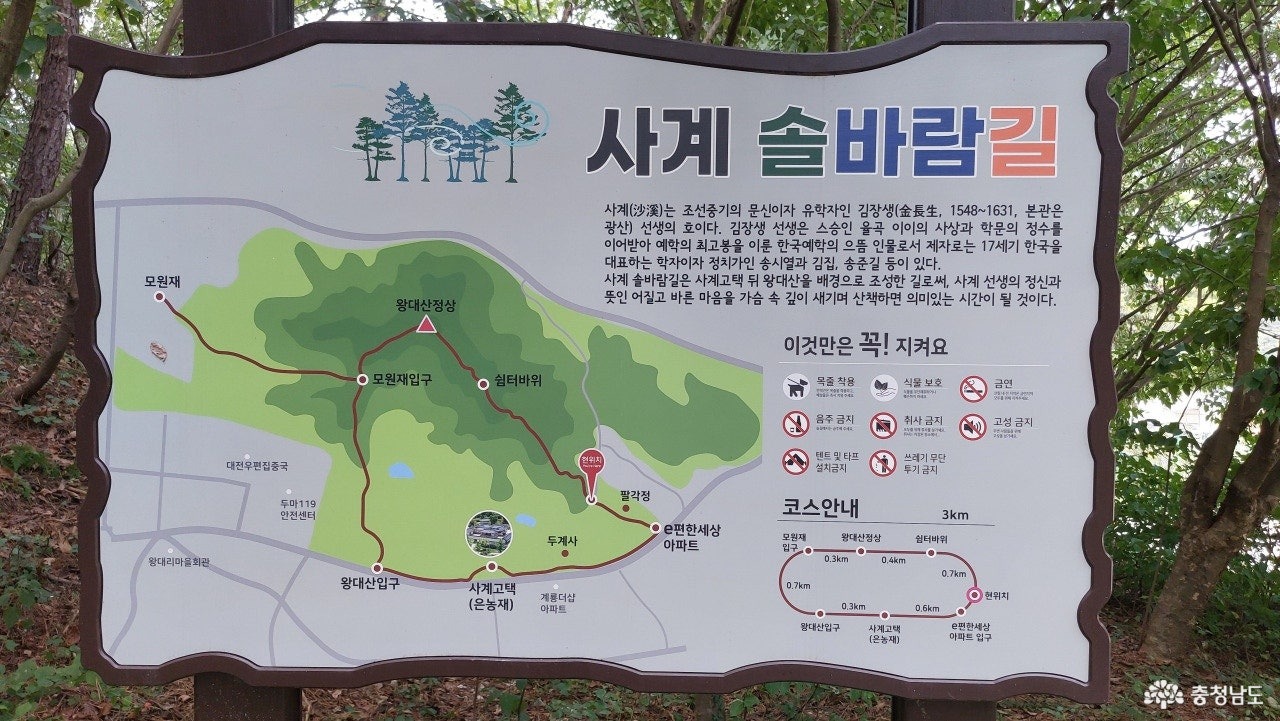 사계 솔바람길
사계(沙溪)는 조선중기의 문신이자 유학자인 김장생(金長生, 1548~1631, 본관은
광산) 선생의 호이다. 김장생 선생은 스승인 율곡 이이의 사상과 학문의 정수를
이어받아 예학의 최고봉을 이룬 한국예학의 으뜸 인물로서 제자로는 17세기 한국을
대표하는 학자이자 정치가인 송시열과 김집, 송준길 등이 있다.
사계 솔바람길은 사계고택 뒤 왕대산을 배경으로 조성한 길로써, 사계 선생의 정신과
뜻인 어질고 바른 마음을 가슴 속 깊이 새기며 산책하면 의미있는 시간이 될 것이다.
모원재
왕대산정상
모원재입구
쉼터바위
현위치
팔각정
e편한세상
아파트
대전우편집중국
두마119
안전센터
왕대리마을회관
왕대산입구
사계고택
(은농재)
두계사
계룡더샵
아파트
이것만은 꼭! 지켜요
목줄 착용
식물 보호
금연
음주 금지
취사 금지
고성 금지
텐트 및 타프
설치금지
쓰레기 무단
투기 금지
코스안내
3km
모원재
입구
왕대산정상
쉼터바위
0.3km
0.4km
0.7km
0.7km
현위치
0.3km
0.6km
왕대산입구
사계고택
(은농재)
e편한세상
아파트 입구
충청남도